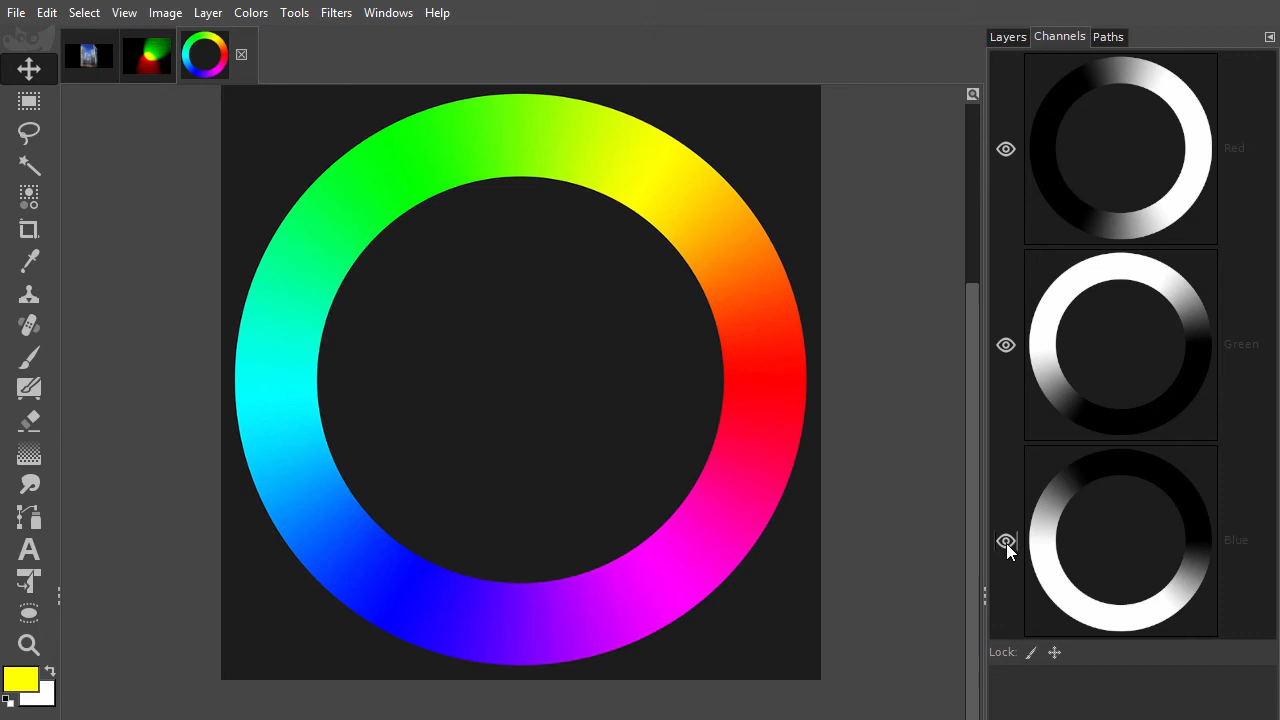 File Edit Select View Image Layer Colors Tools Filters Windows Help
Layers Channels Paths
Red
Green
Blue
Lock: